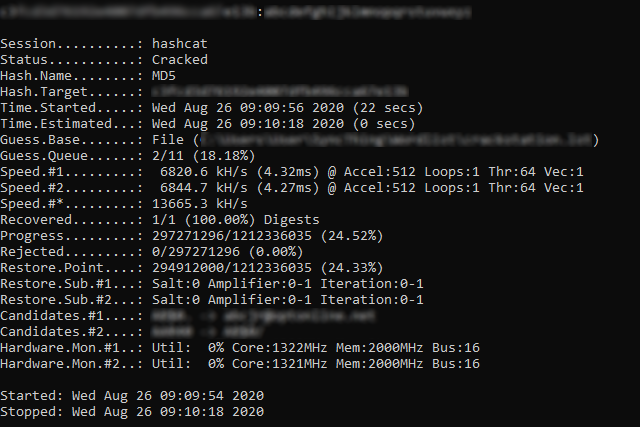 Session..........: hashcat
Status...........: Cracked
Hash.Name........: MD5
Hash.Target......:
Time.Started.....: Wed Aug 26 09:09:56 2020 (22 secs)
Time.Estimated...: Wed Aug 26 09:10:18 2020 (0 secs)
Guess.Base.......: File (
Guess.Queue......: 2/11 (18.18%)
Speed.#1.........:  6820.6 kH/s (4.32ms) @ Accel:512 Loops:1 Thr:64 Vec:1
Speed.#2.........:  6844.7 kH/s (4.27ms) @ Accel:512 Loops:1 Thr:64 Vec:1
Speed.#*.........: 13665.3 kH/s
Recovered........: 1/1 (100.00%) Digests
Progress.........: 297271296/1212336035 (24.52%)
Rejected.........: 0/297271296 (0.00%)
Restore.Point....: 294912000/1212336035 (24.33%)
Restore.Sub.#1...: Salt:0 Amplifier:0-1 Iteration:0-1
Restore.Sub.#2...: Salt:0 Amplifier:0-1 Iteration:0-1
Candidates.#1....:
Candidates.#2....:
Hardware.Mon.#1..: Util:  0% Core:1322MHz Mem:2000MHz Bus:16
Hardware.Mon.#2..: Util:  0% Core:1321MHz Mem:2000MHz Bus:16
Started: Wed Aug 26 09:09:54 2020
Stopped: Wed Aug 26 09:10:18 2020